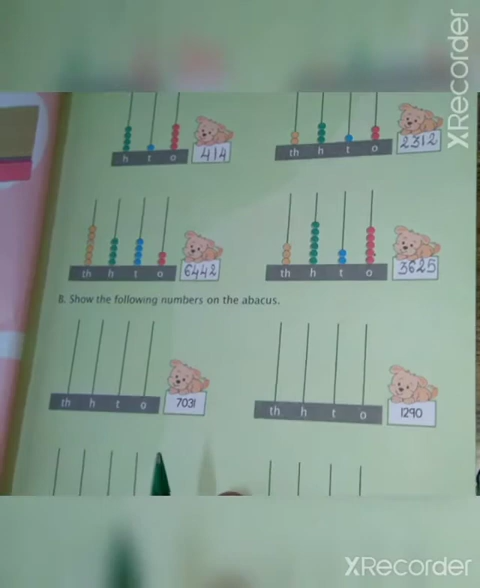 XRecorder
h t o
414
th h t o
2312
th h t o
6442
th h t o
3625
B. Show the following numbers on the abacus.
th h t o
7031
th h t o
1290
XRecorder